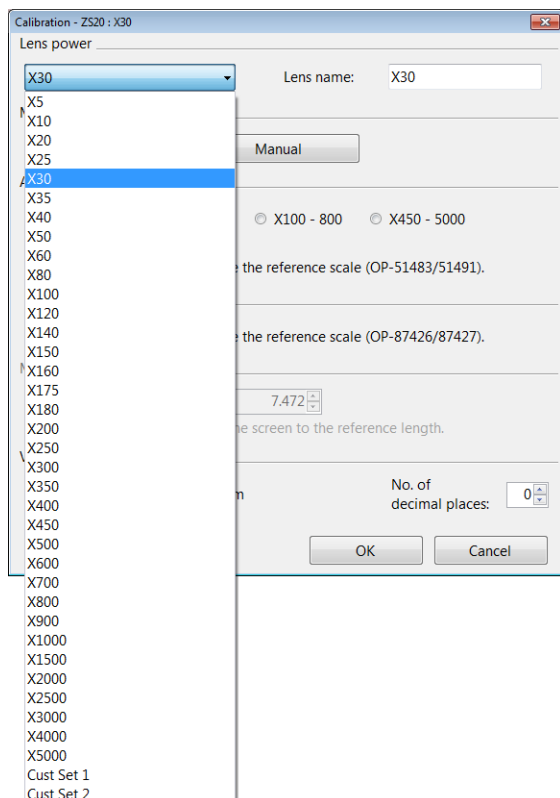 Calibration - ZS20 : X30
Lens power
X30
Lens name:
X30
X5
X10
X20
X25
X30
X35
X40
X50
X60
X80
X100
X120
X140
X150
X160
X175
X180
X200
X250
X300
X350
X400
X450
X500
X600
X700
X800
X900
X1000
X1500
X2000
X2500
X3000
X4000
X5000
Cust Set 1
Cust Set 2
Manual
X100 - 800
X450 - 5000
the reference scale (OP-51483/51491).
the reference scale (OP-87426/87427).
7.472
screen to the reference length.
No. of
decimal places:
0
OK
Cancel